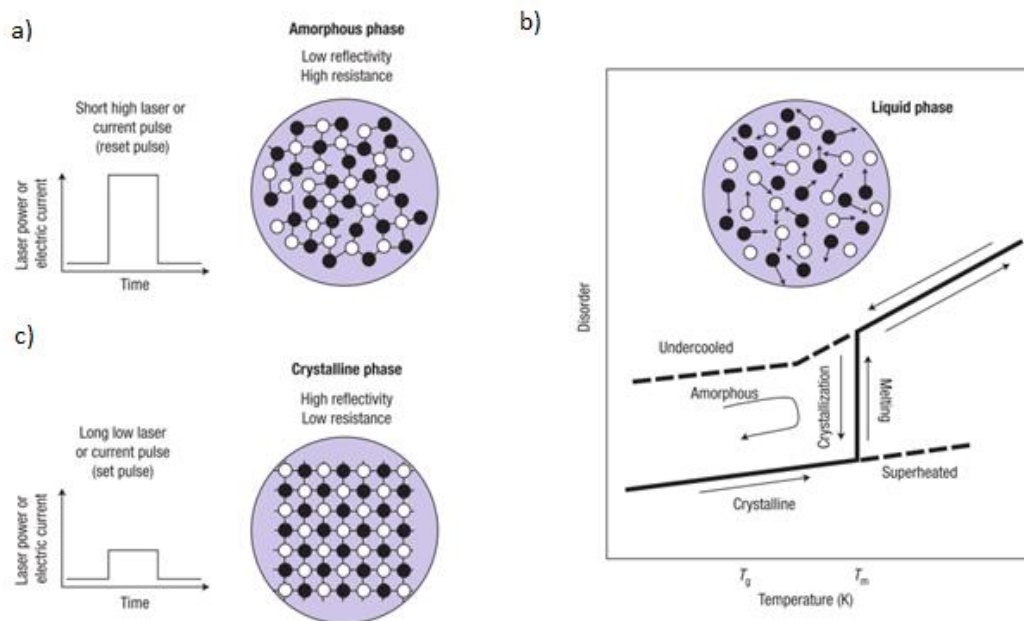 a)
Amorphous phase
Low reflectivity
High resistance
Short high laser or
current pulse
(reset pulse)
Laser power or
electric current
Time
c)
Crystalline phase
High reflectivity
Low resistance
Long low laser
or current pulse
(set pulse)
Laser power or
electric current
Time
b)
Liquid phase
Disorder
Undercooled
Amorphous
Crystallization
Melting
Superheated
Crystalline
Tg
Tm
Temperature (K)